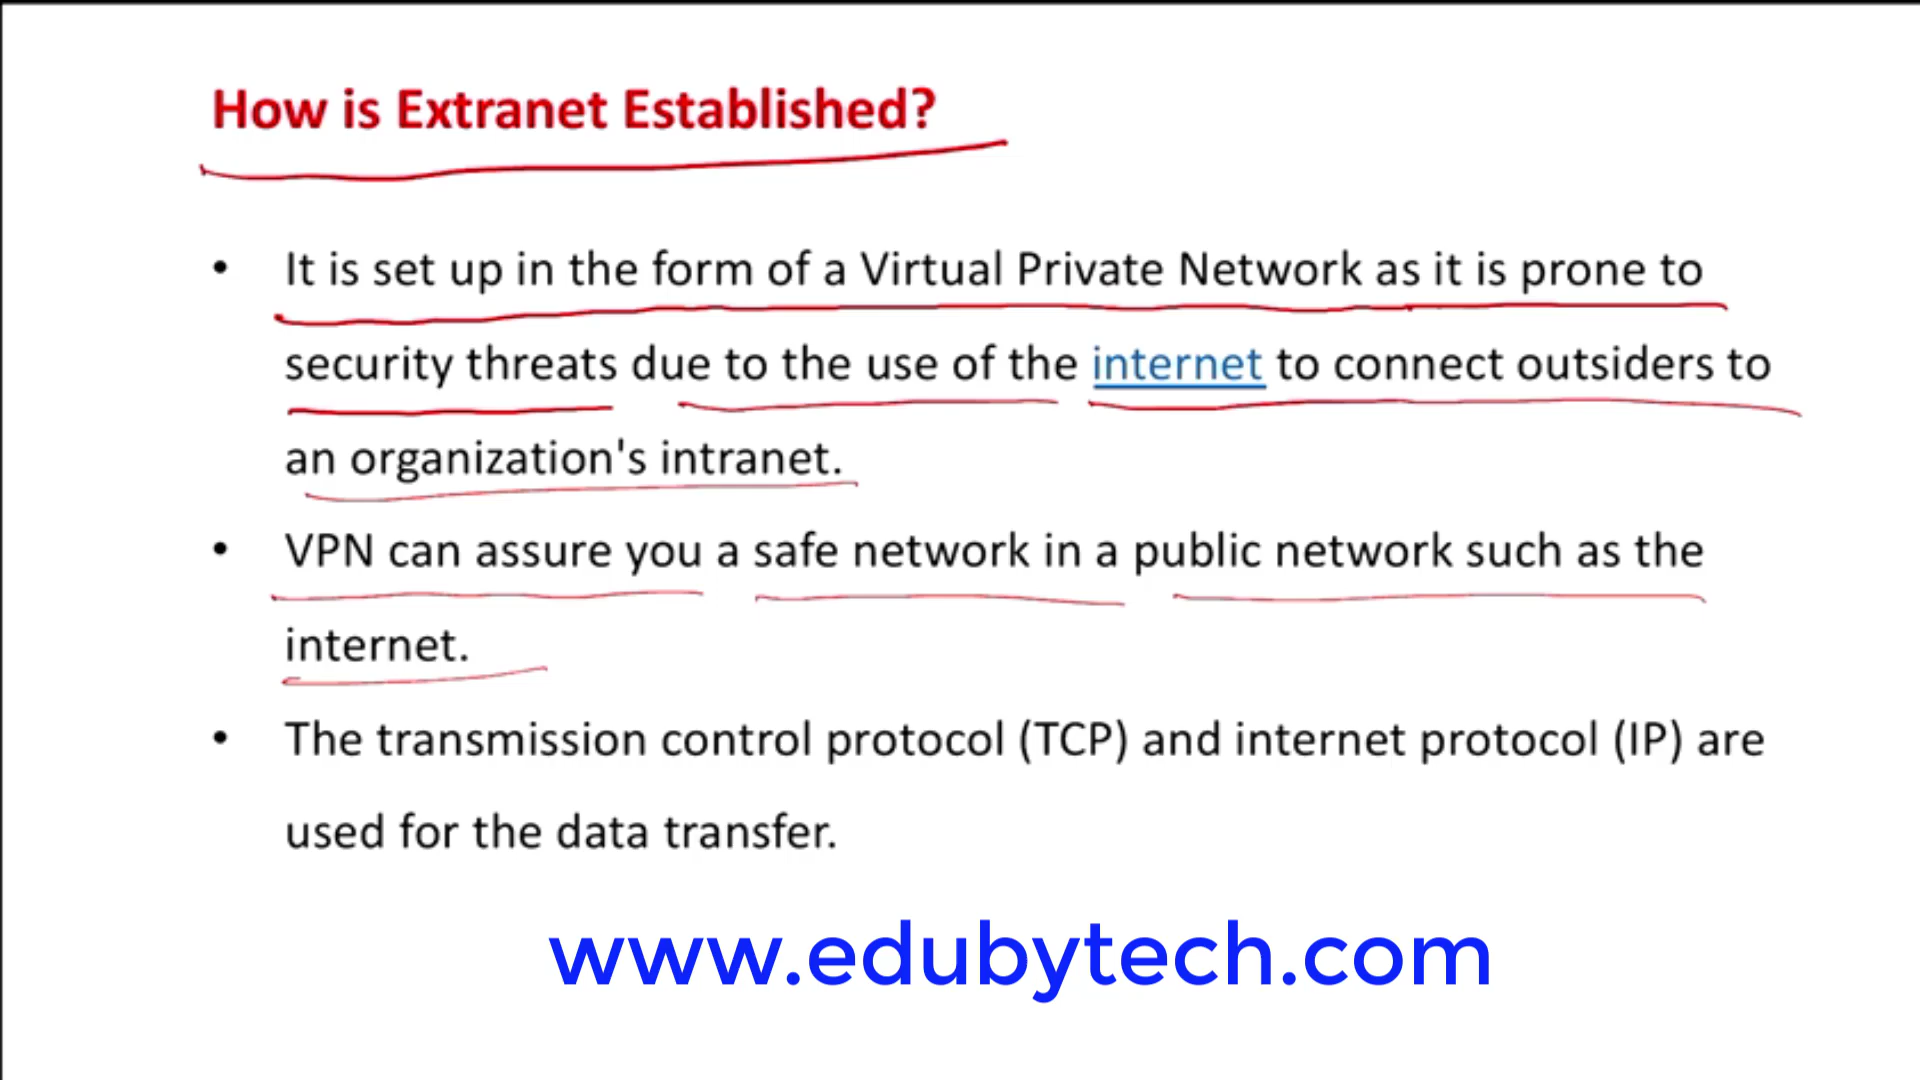 How is Extranet Established?
• It is set up in the form of a Virtual Private Network as it is prone to
security threats due to the use of the internet to connect outsiders to
an organization's intranet.
• VPN can assure you a safe network in a public network such as the
internet.
• The transmission control protocol (TCP) and internet protocol (IP) are
used for the data transfer.
www.edubytech.com